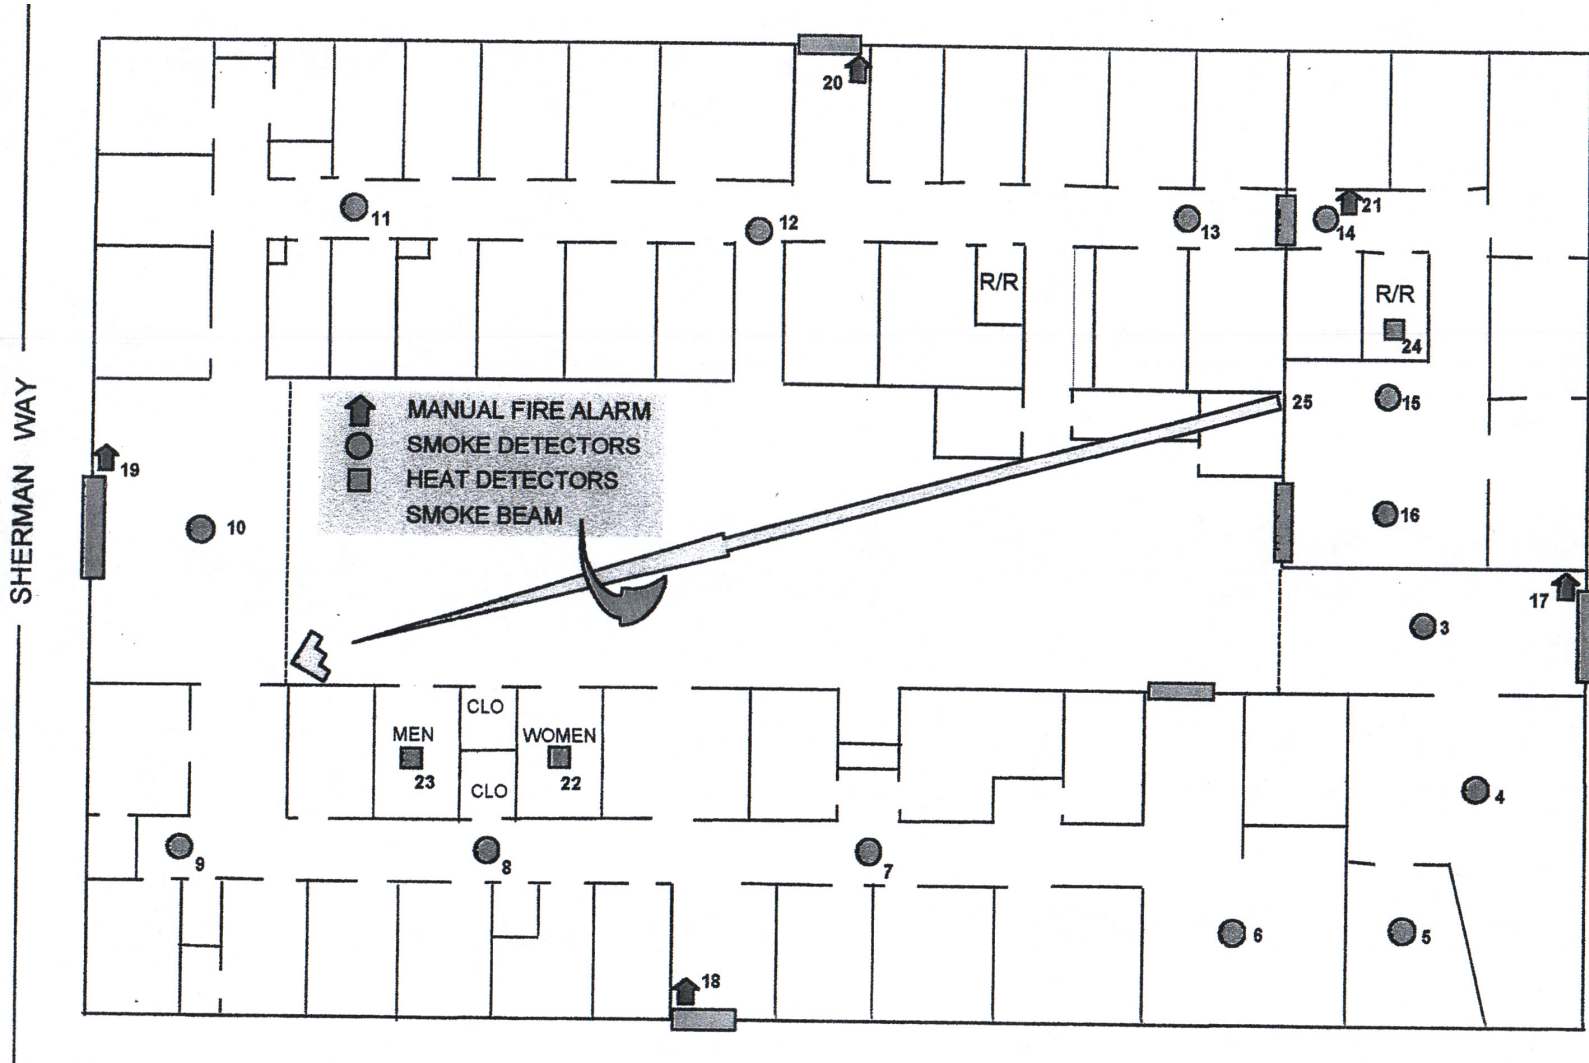 20
21
11
12
13
14
R/R
R/R
24
MANUAL FIRE ALARM
SMOKE DETECTORS
HEAT DETECTORS
SMOKE BEAM
25
15
16
19
10
SHERMAN WAY
17
3
CLO
MEN
WOMEN
23
22
CLO
4
9
8
7
6
5
18